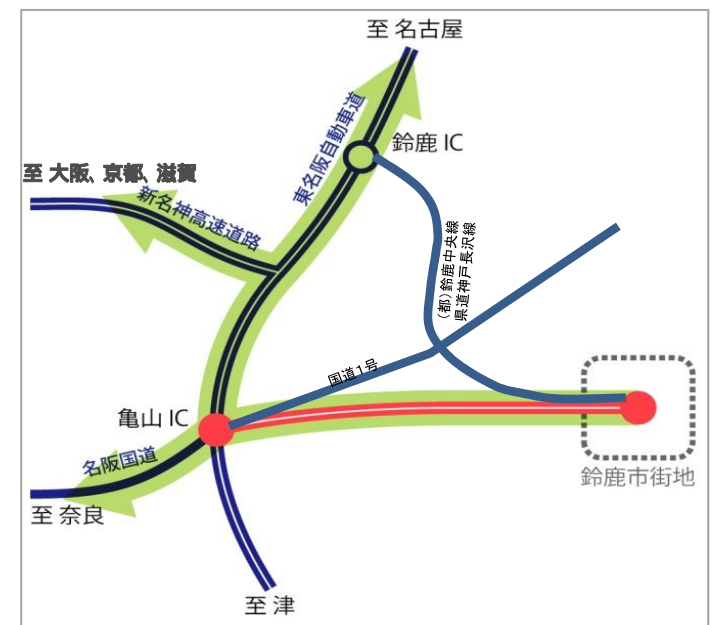 至 名古屋
東名阪自動車道
鈴鹿 IC
至 大阪、京都、滋賀
新名神高速道路
(都)鈴鹿中央線
県道神戸長沢線
国道1号
亀山 IC
名阪国道
鈴鹿市街地
至 奈良
至 津